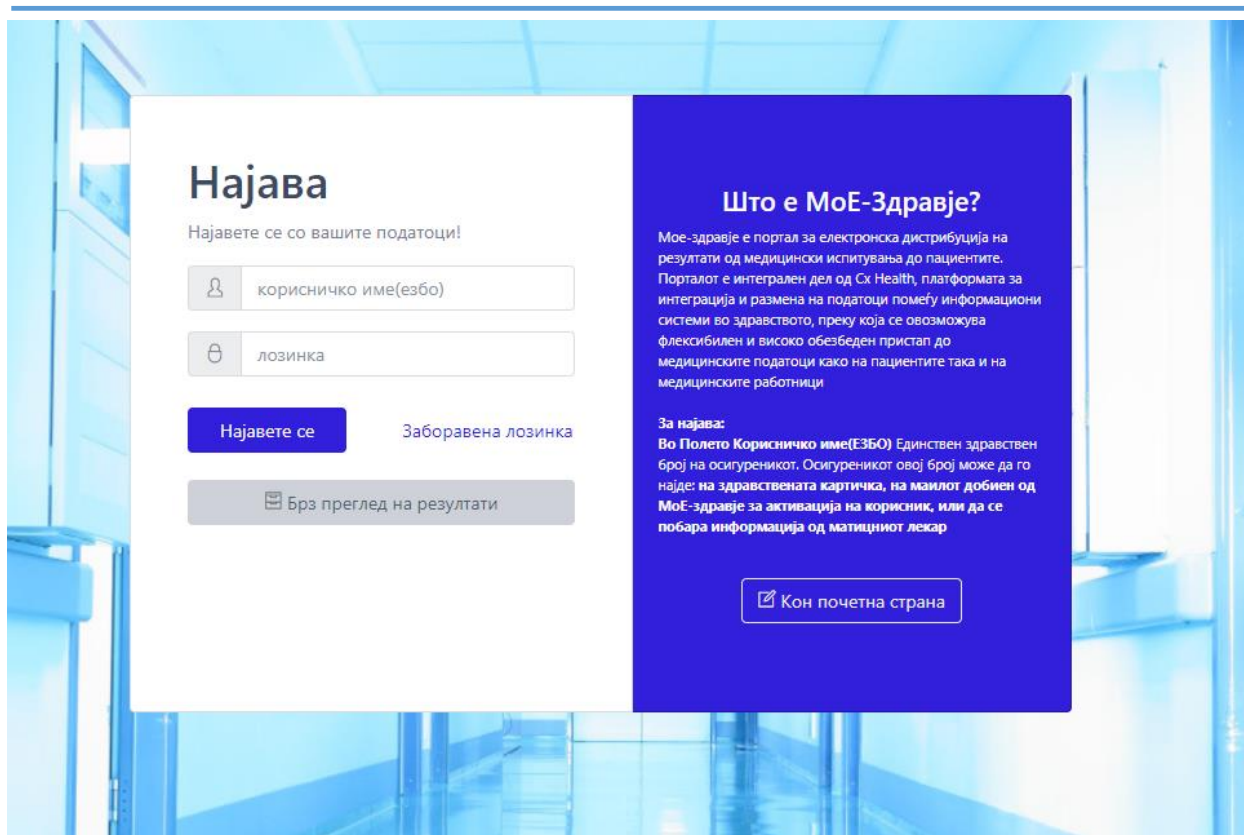 Најава
Најавете се со вашите податоци!
корисничко име(езбо)
лозинка
Најавете се
Заборавена лозинка
Брз преглед на резултати
Што е МоЕ-Здравје?
Мое-здравје е портал за електронска дистрибуција на
резултати од медицински испитувања до пациентите.
Порталот е интегрален дел од Cx Health, платформата за
интеграција и размена на податоци помеѓу информациони
системи во здравството, преку која се овозможува
флексибилен и високо обезбеден пристап до
медицинските податоци како на пациентите така и на
медицинските работници
За најава:
Во Полето Корисничко име(ЕЗБО) Единствен здравствен
број на осигуреникот. Осигуреникот овој број може да го
најде: на здравствената картичка, на маилот добиен од
МоЕ-здравје за активација на корисник, или да се
побара информација од матицниот лекар
Кон почетна страна